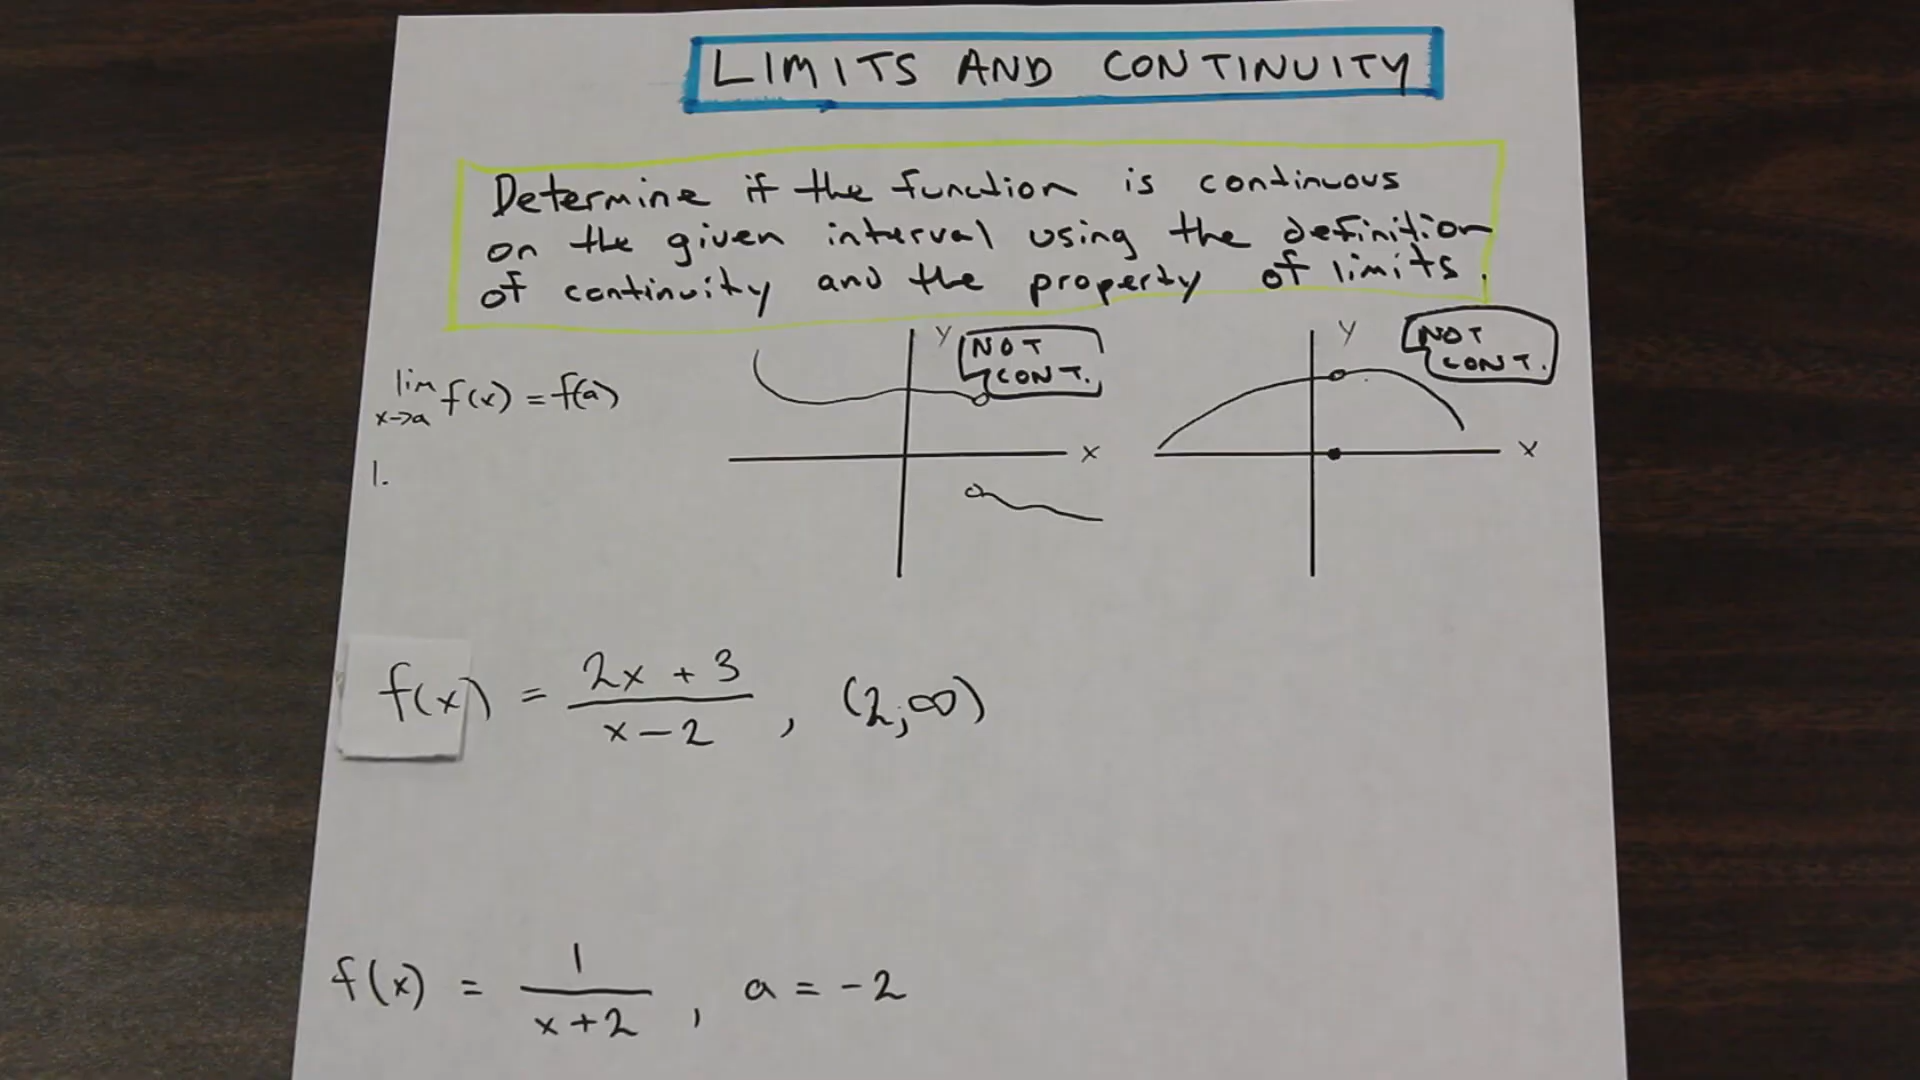 LIMITS AND CONTINUITY
Determine if the function is continuous
on the given interval using the definition
of continuity and the property of limits.
lim f(x) = f(a)
x→a
1.
Y
NOT
CONT.
X
Y
NOT
CONT.
X
f(x) = (2x + 3)/(x - 2) , (2,∞)
f(x) = 1/(x+2) , a = -2